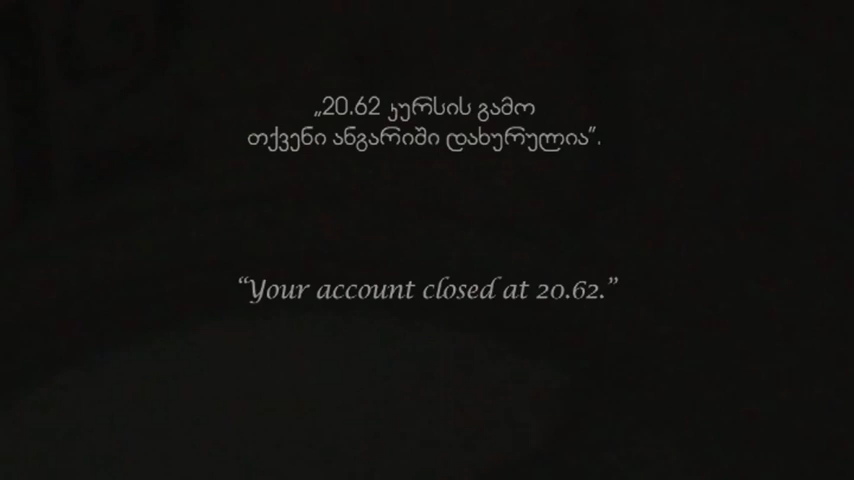 „20.62 კურსის გამო
თქვენი ანგარიში დახურულია”.
“Your account closed at 20.62.”